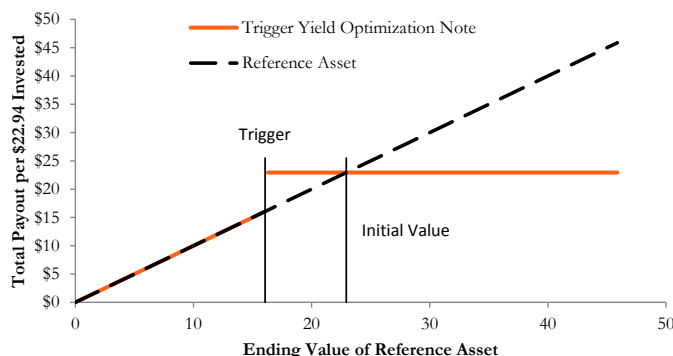 $50
$45
$40
$35
$30
$25
$20
$15
$10
$5
$0
Total Payout per $22.94 Invested
Trigger Yield Optimization Note
Reference Asset
Trigger
Initial Value
0
10
20
30
40
50
Ending Value of Reference Asset